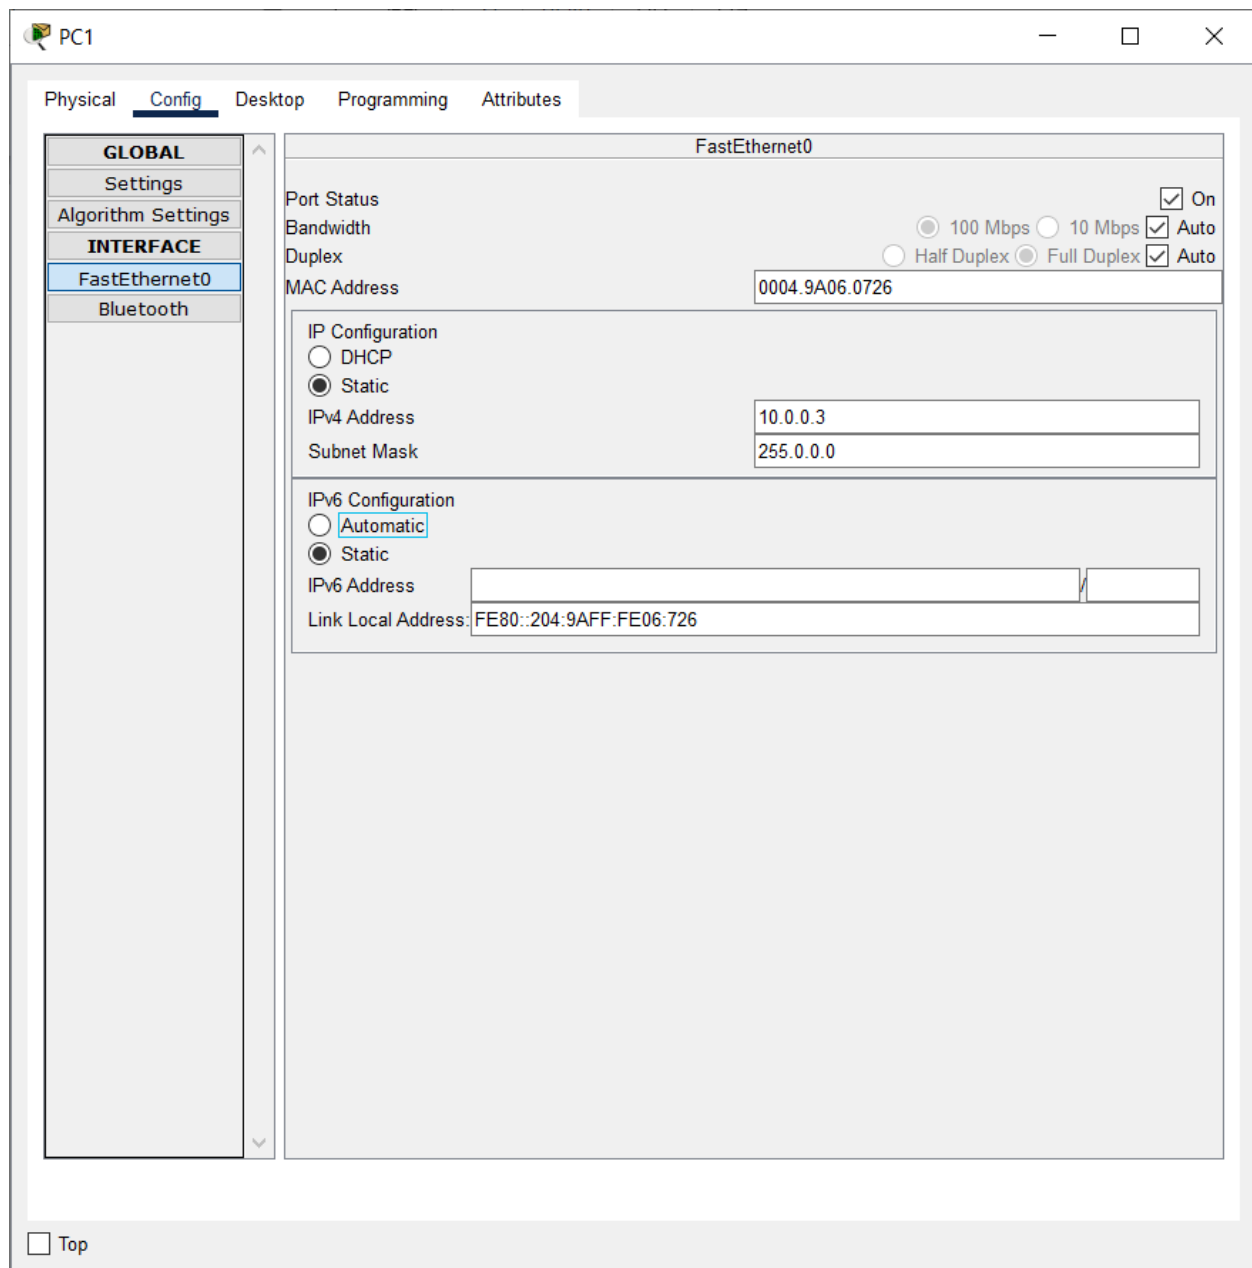 PC1
Physical Config Desktop Programming Attributes
GLOBAL
Settings
Algorithm Settings
INTERFACE
FastEthernet0
Bluetooth
FastEthernet0
Port Status On
Bandwidth 100 Mbps 10 Mbps Auto
Duplex Half Duplex Full Duplex Auto
MAC Address 0004.9A06.0726
IP Configuration
DHCP
Static
IPv4 Address 10.0.0.3
Subnet Mask 255.0.0.0
IPv6 Configuration
Automatic
Static
IPv6 Address /
Link Local Address: FE80::204:9AFF:FE06:726
Top